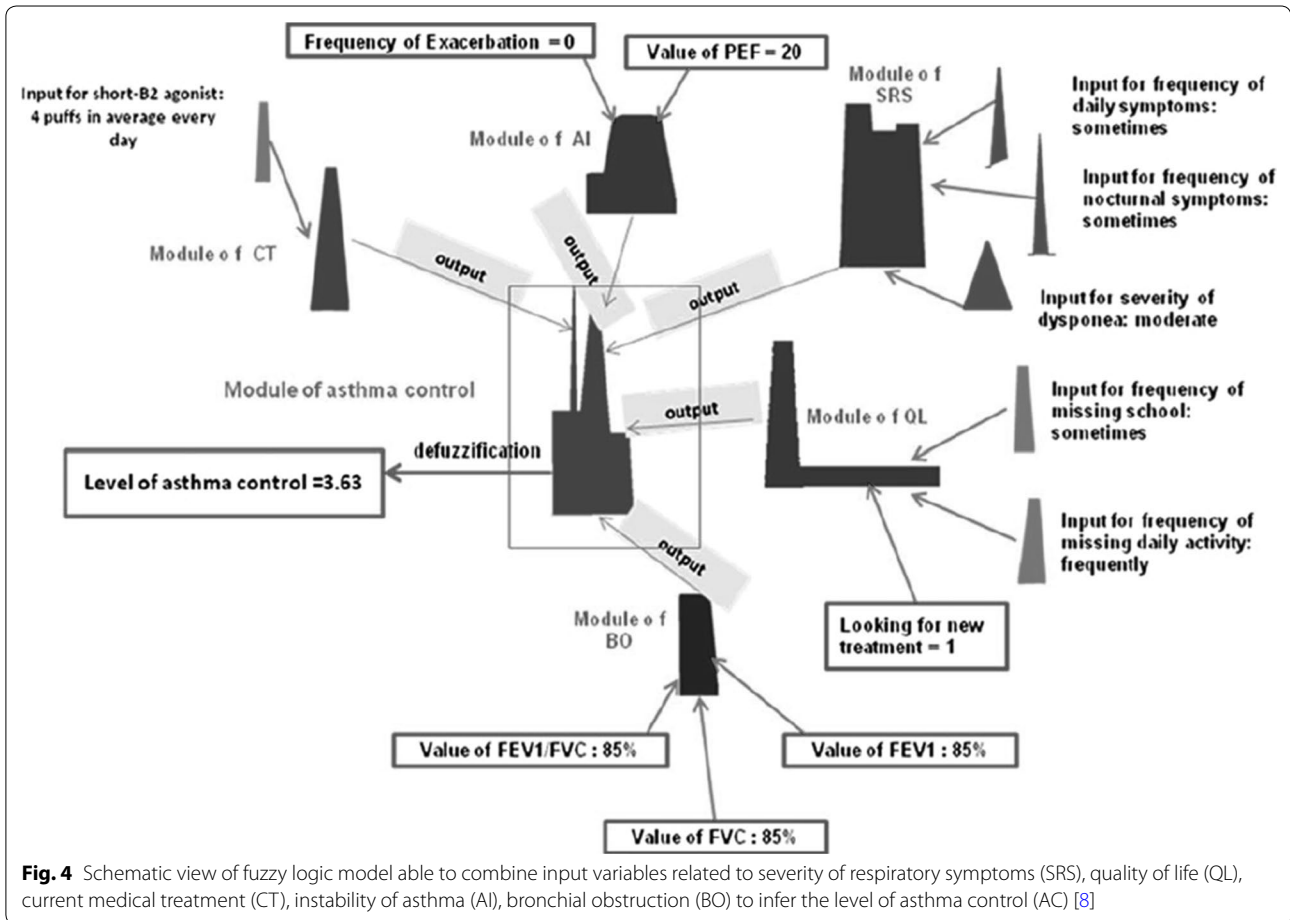 Frequency of Exacerbation = 0
Value of PEF = 20
Input for short-B2 agonist:
4 puffs in average every
day
Module of AI
Module of
SRS
Input for frequency of
daily symptoms:
sometimes
Input for frequency of
nocturnal symptoms:
sometimes
Module of CT
output
output
output
Input for severity of
dysponea: moderate
Module of asthma control
output
Module of QL
Input for frequency of
missing school:
sometimes
defuzzification
Level of asthma control =3.63
Input for frequency of
missing daily activity:
frequently
output
Module of
BO
Looking for new
treatment = 1
Value of FEV1/FVC : 85%
Value of FEV1 : 85%
Value of FVC : 85%
Fig. 4 Schematic view of fuzzy logic model able to combine input variables related to severity of respiratory symptoms (SRS), quality of life (QL),
current medical treatment (CT), instability of asthma (AI), bronchial obstruction (BO) to infer the level of asthma control (AC) [8]